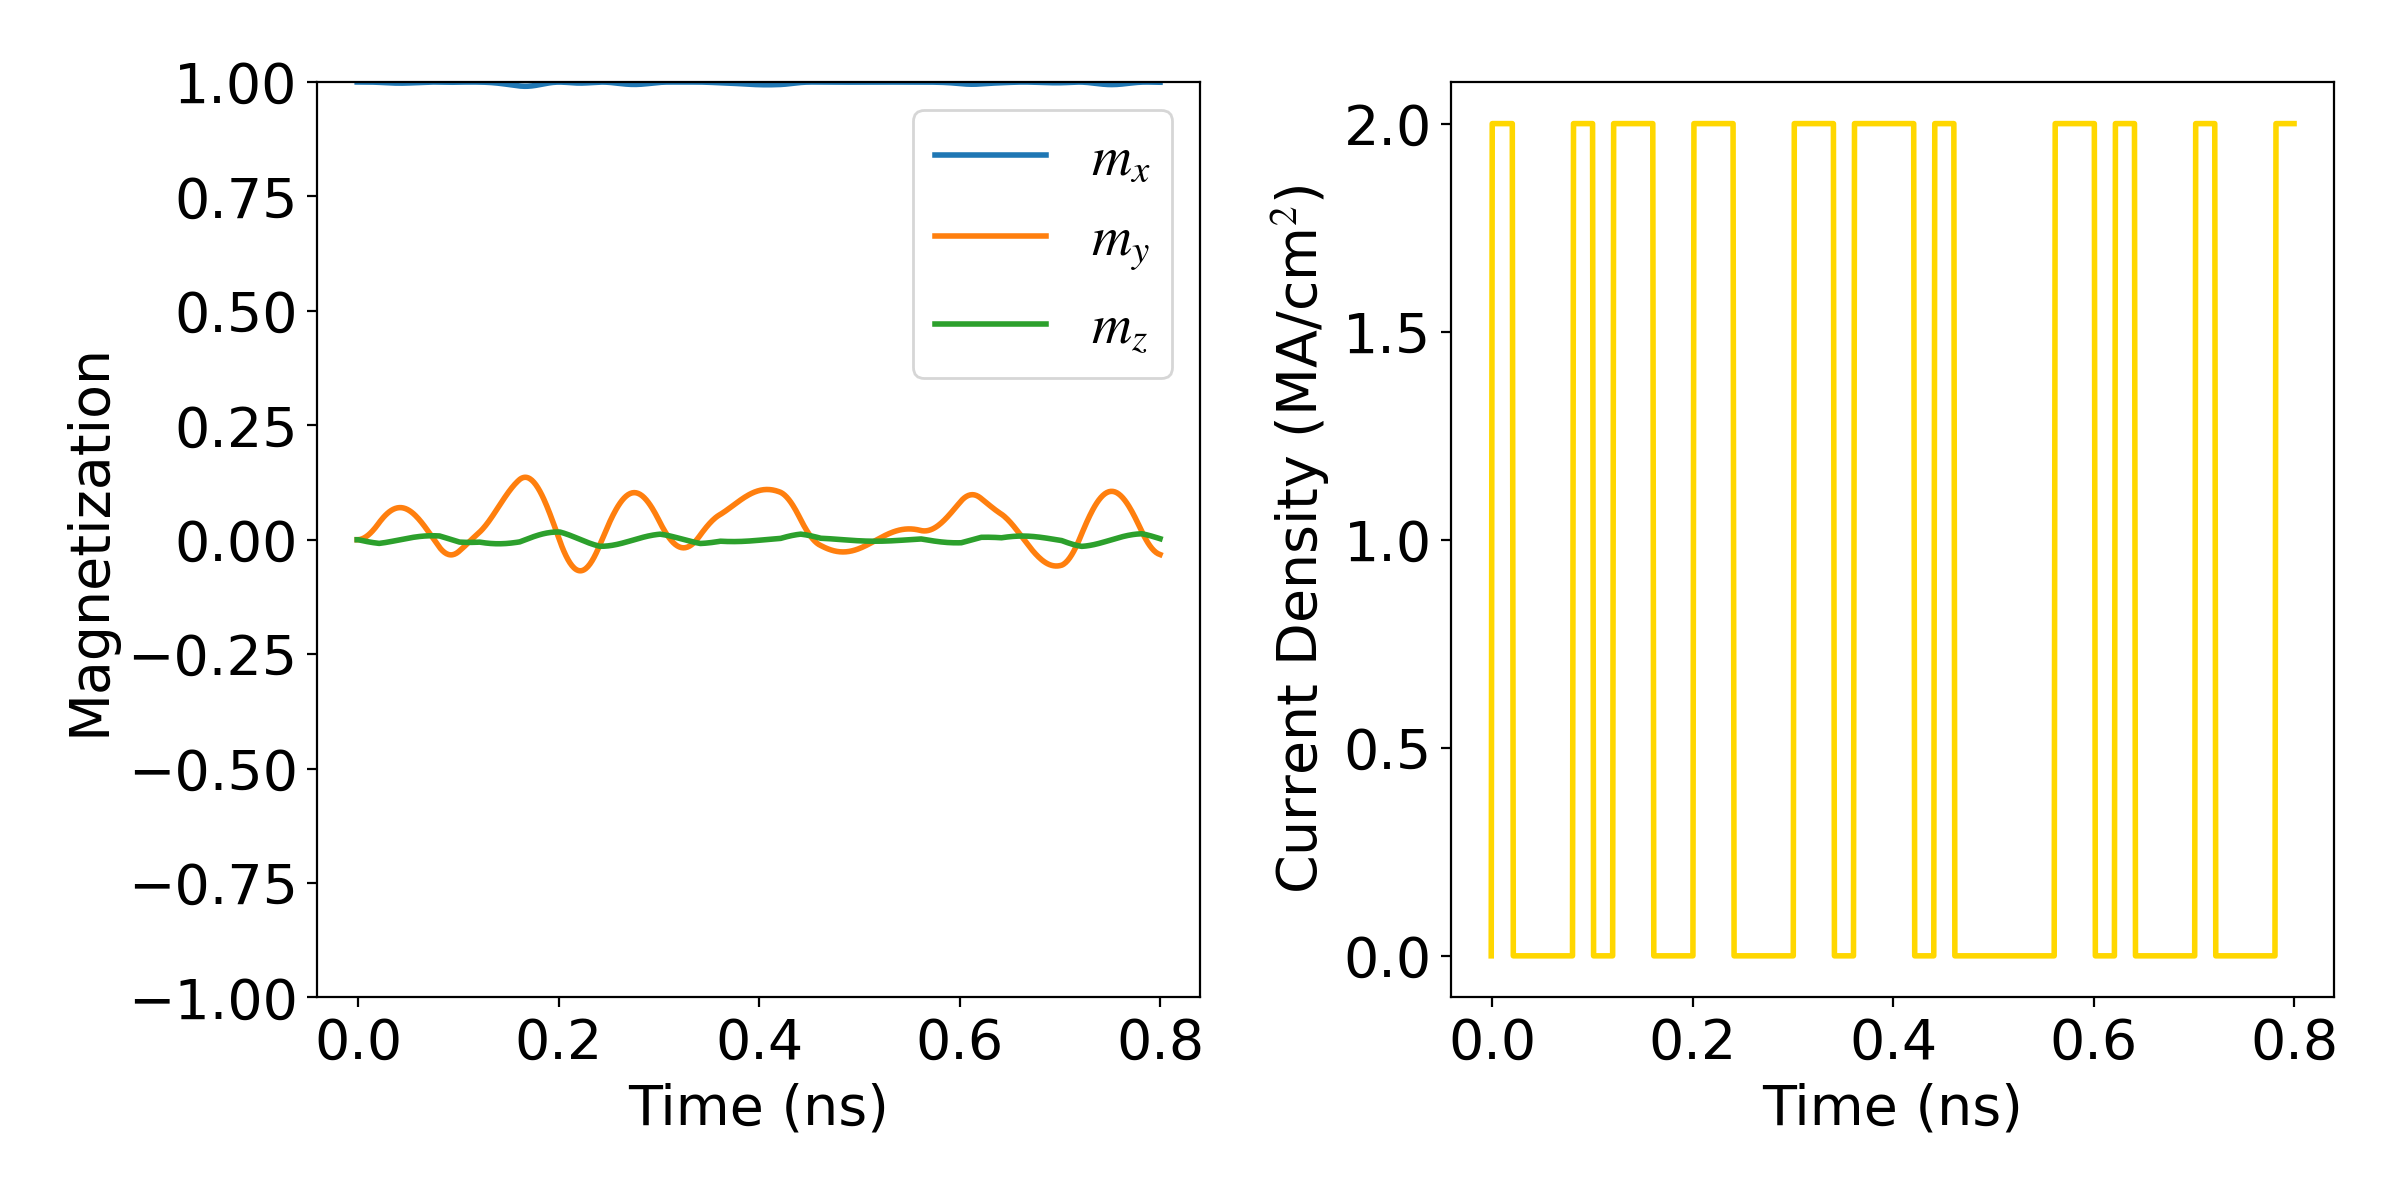 1.00
0.75
0.50
0.25
0.00
−0.25
−0.50
−0.75
−1.00
Magnetization
0.0 0.2 0.4 0.6 0.8
Time (ns)
m_x
m_y
m_z
2.0
1.5
1.0
0.5
0.0
Current Density (MA/cm²)
0.0 0.2 0.4 0.6 0.8
Time (ns)